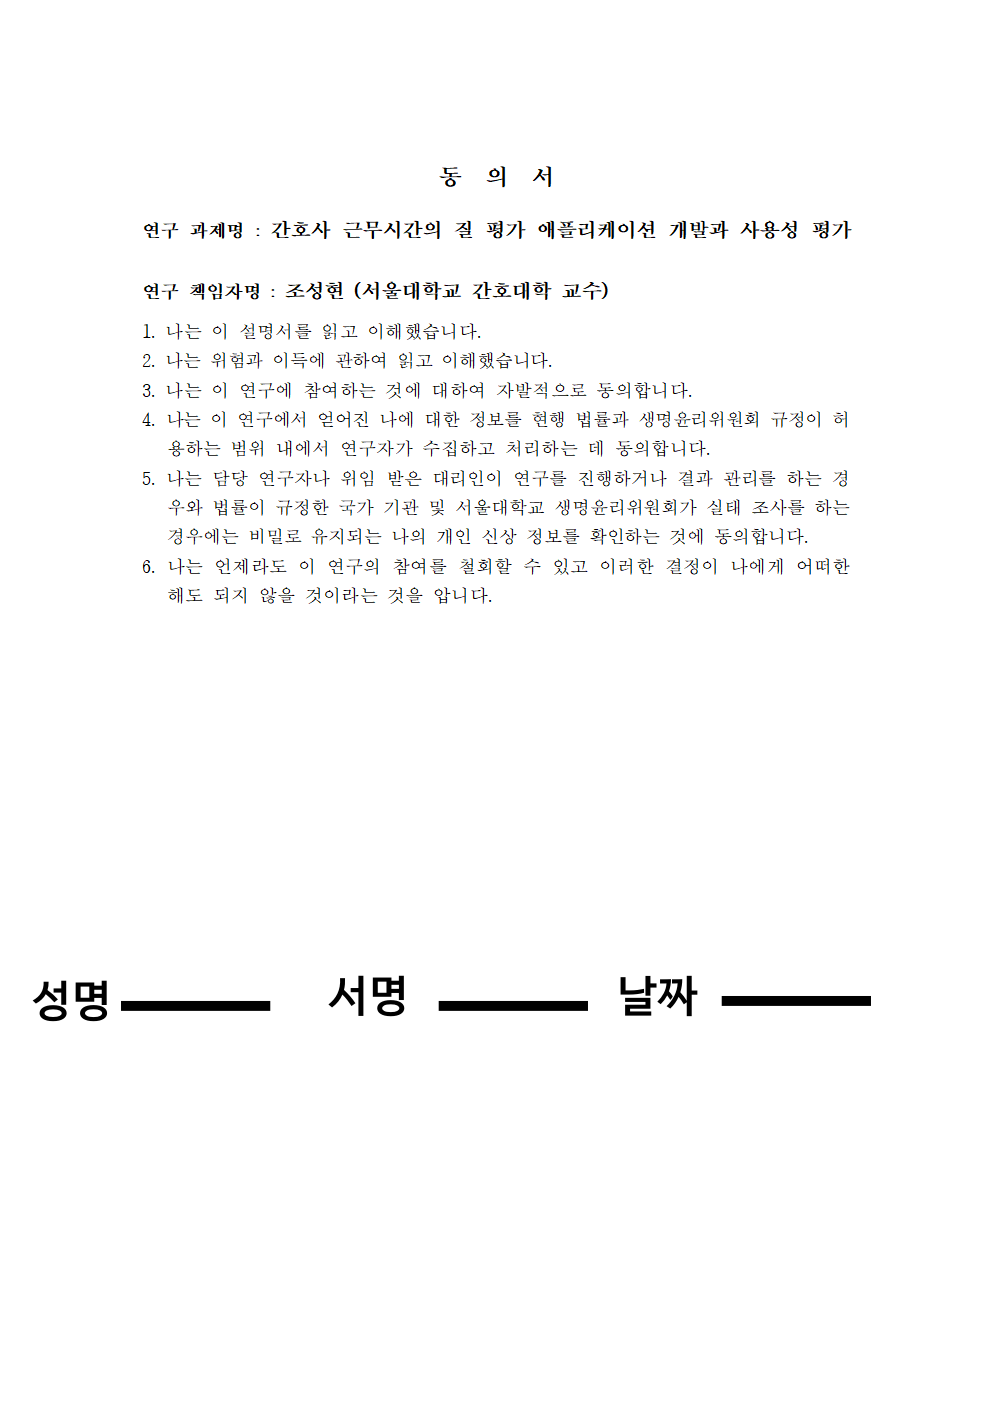 동 의 서
연구 과제명 : 간호사 근무시간의 질 평가 애플리케이션 개발과 사용성 평가
연구 책임자명 : 조성현 (서울대학교 간호대학 교수)
1. 나는 이 설명서를 읽고 이해했습니다.
2. 나는 위험과 이득에 관하여 읽고 이해했습니다.
3. 나는 이 연구에 참여하는 것에 대하여 자발적으로 동의합니다.
4. 나는 이 연구에서 얻어진 나에 대한 정보를 현행 법률과 생명윤리위원회 규정이 허
용하는 범위 내에서 연구자가 수집하고 처리하는 데 동의합니다.
5. 나는 담당 연구자나 위임 받은 대리인이 연구를 진행하거나 결과 관리를 하는 경
우와 법률이 규정한 국가 기관 및 서울대학교 생명윤리위원회가 실태 조사를 하는
경우에는 비밀로 유지되는 나의 개인 신상 정보를 확인하는 것에 동의합니다.
6. 나는 언제라도 이 연구의 참여를 철회할 수 있고 이러한 결정이 나에게 어떠한
해도 되지 않을 것이라는 것을 압니다.
성명 서명 날짜